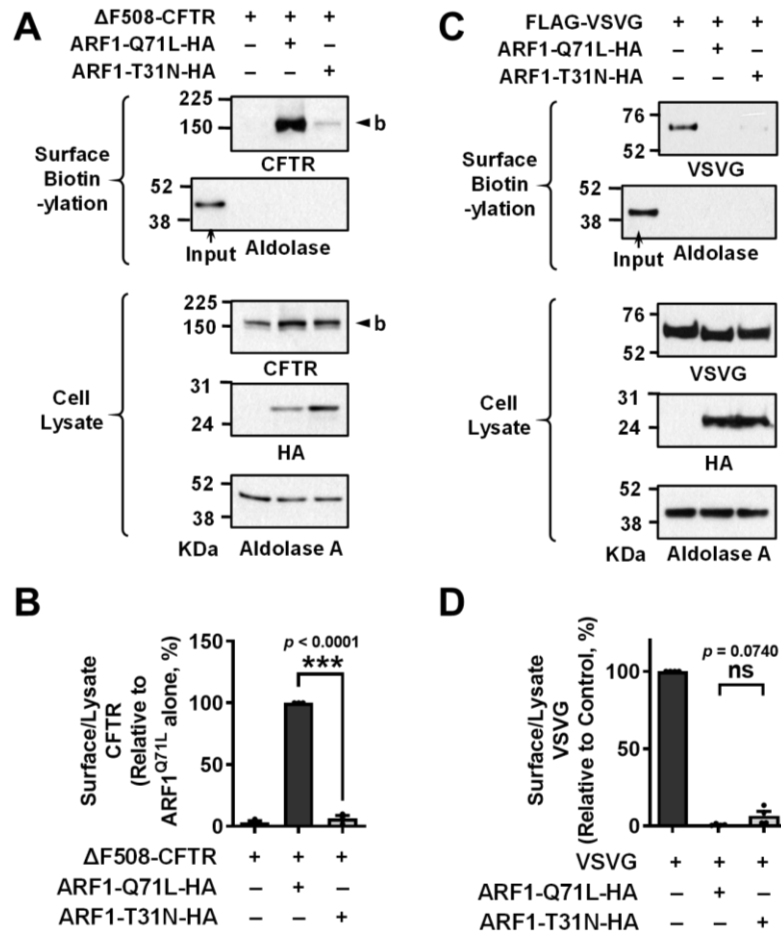 A
ΔF508-CFTR + + +
ARF1-Q71L-HA – + –
ARF1-T31N-HA – – +
Surface
Biotin
-ylation
225
150
b
CFTR
52
38
Input Aldolase
Cell
Lysate
225
150
b
CFTR
31
24
HA
52
38
KDa Aldolase A
B
Surface/Lysate
CFTR
(Relative to
ARF1Q71L alone, %)
150
100
50
0
p < 0.0001
***
ΔF508-CFTR + + +
ARF1-Q71L-HA – + –
ARF1-T31N-HA – – +
C
FLAG-VSVG + + +
ARF1-Q71L-HA – + –
ARF1-T31N-HA – – +
Surface
Biotin
-ylation
76
52
VSVG
52
38
Input Aldolase
Cell
Lysate
76
52
VSVG
31
24
HA
52
38
KDa Aldolase A
D
Surface/Lysate
VSVG
(Relative to Control, %)
100
50
0
p = 0.0740
ns
VSVG + + +
ARF1-Q71L-HA – + –
ARF1-T31N-HA – – +